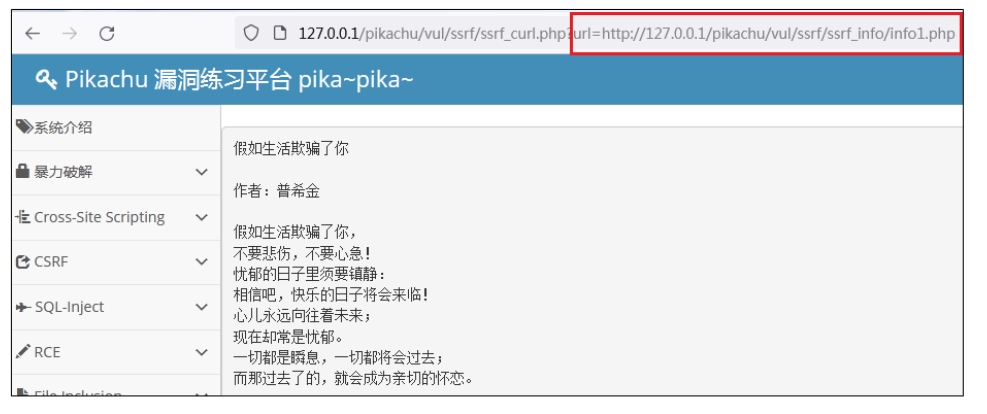 127.0.0.1/pikachu/vul/ssrf/ssrf_curl.php?url=http://127.0.0.1/pikachu/vul/ssrf/ssrf_info/info1.php
Pikachu 漏洞练习平台 pika~pika~
系统介绍
暴力破解
Cross-Site Scripting
CSRF
SQL-Inject
RCE
File Inclusion
假如生活欺骗了你
作者：普希金
假如生活欺骗了你，
不要悲伤，不要心急！
忧郁的日子里须要镇静：
相信吧，快乐的日子将会来临！
心儿永远向往着未来；
现在却常是忧郁。
一切都是瞬息，一切都将会过去；
而那过去了的，就会成为亲切的怀恋。